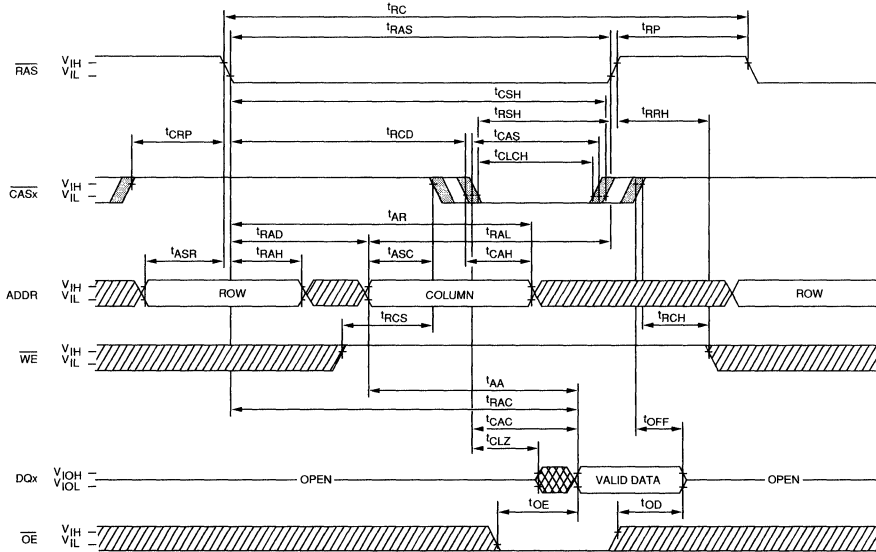 tRC
tRAS
tRP
RAS VIH VIL
tCSH
tRSH
tRRH
tCRP
tRCD
tCAS
tCLCH
CASx VIH VIL
tAR
tRAD
tRAL
tASR
tRAH
tASC
tCAH
ADDR VIH VIL ROW COLUMN ROW
tRCS
tRCH
WE VIH VIL
tAA
tRAC
tCAC
tOFF
tCLZ
DQx VIOH VIOL OPEN VALID DATA OPEN
tOE
tOD
OE VIH VIL